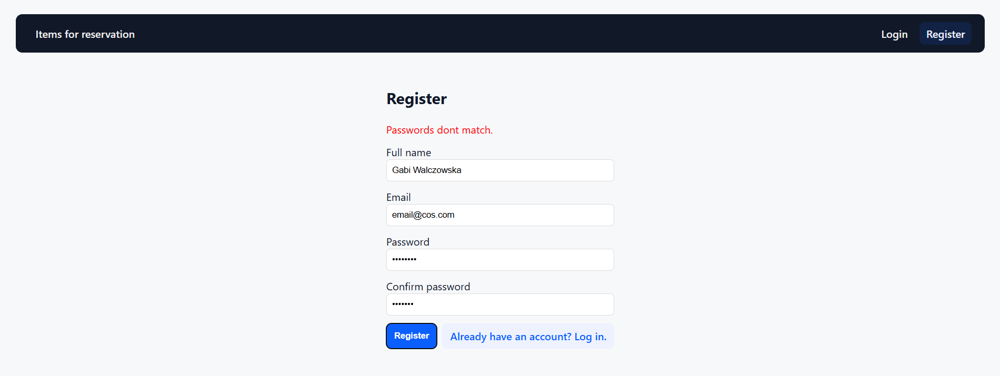 Items for reservation
Login
Register
Register
Passwords dont match.
Full name
Gabi Walczowska
Email
email@cos.com
Password
••••••••
Confirm password
•••••••
Register
Already have an account? Log in.